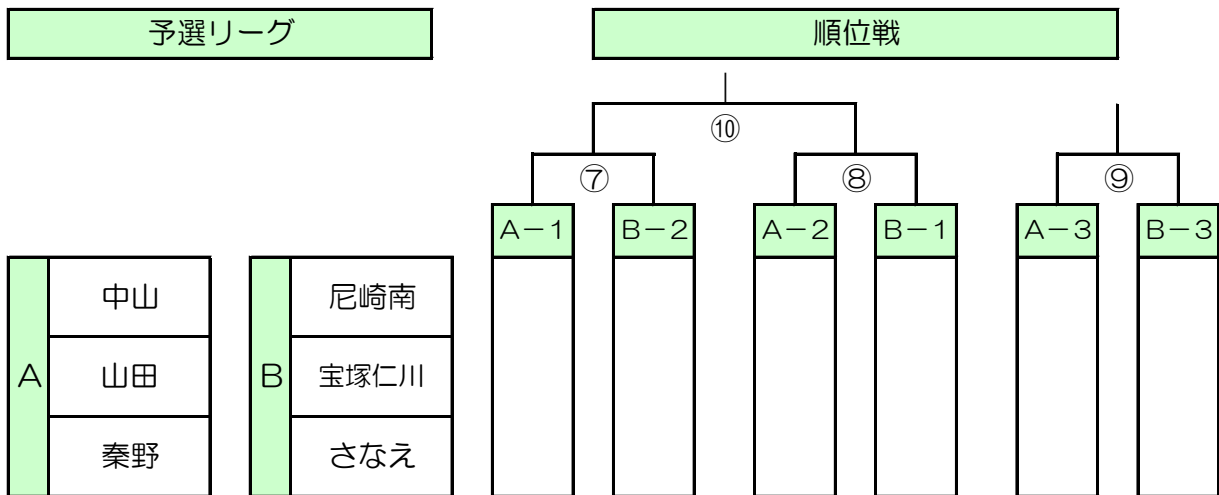 予選リーグ
順位戦
⑩
⑦ ⑧ ⑨
A-1 B-2 A-2 B-1 A-3 B-3
A
中山
山田
秦野
B
尼崎南
宝塚仁川
さなえ